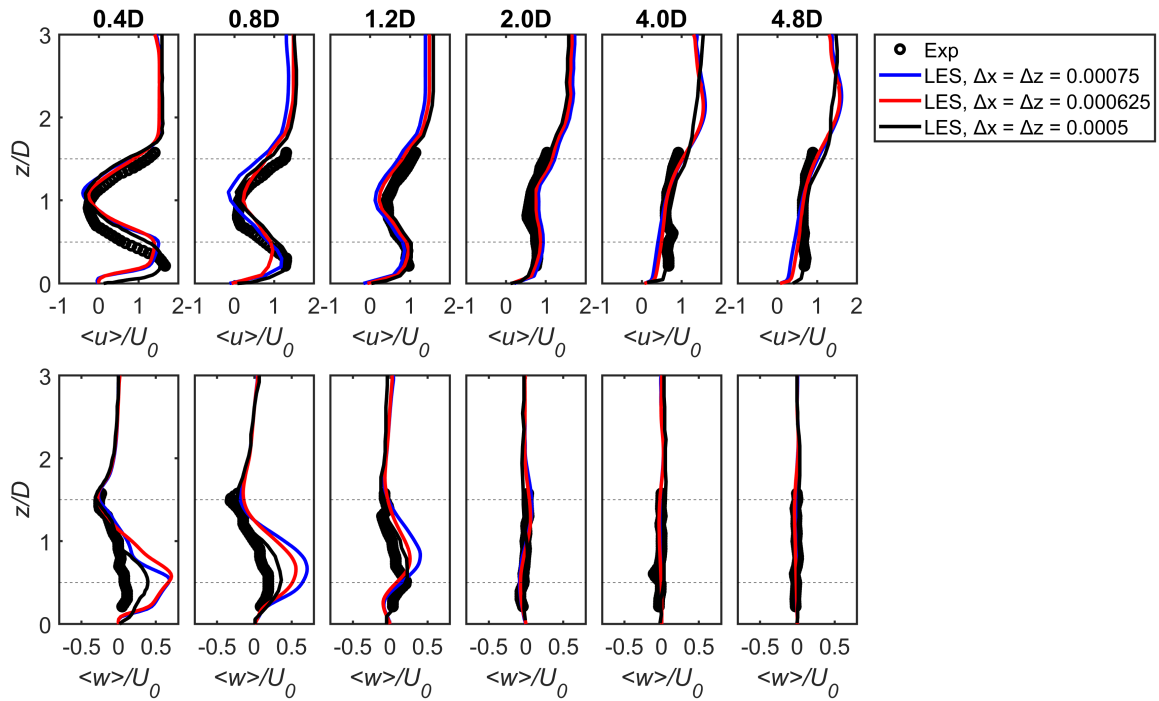 0.4D 0.8D 1.2D 2.0D 4.0D 4.8D
Exp
LES, Δx = Δz = 0.00075
LES, Δx = Δz = 0.000625
LES, Δx = Δz = 0.0005
3
2
1
0
z/D
-1 0 1 2 -1 0 1 2 -1 0 1 2 -1 0 1 2 -1 0 1 2 -1 0 1 2
<u>/U0 <u>/U0 <u>/U0 <u>/U0 <u>/U0 <u>/U0
3
2
1
0
z/D
-0.5 0 0.5 -0.5 0 0.5 -0.5 0 0.5 -0.5 0 0.5 -0.5 0 0.5 -0.5 0 0.5
<w>/U0 <w>/U0 <w>/U0 <w>/U0 <w>/U0 <w>/U0